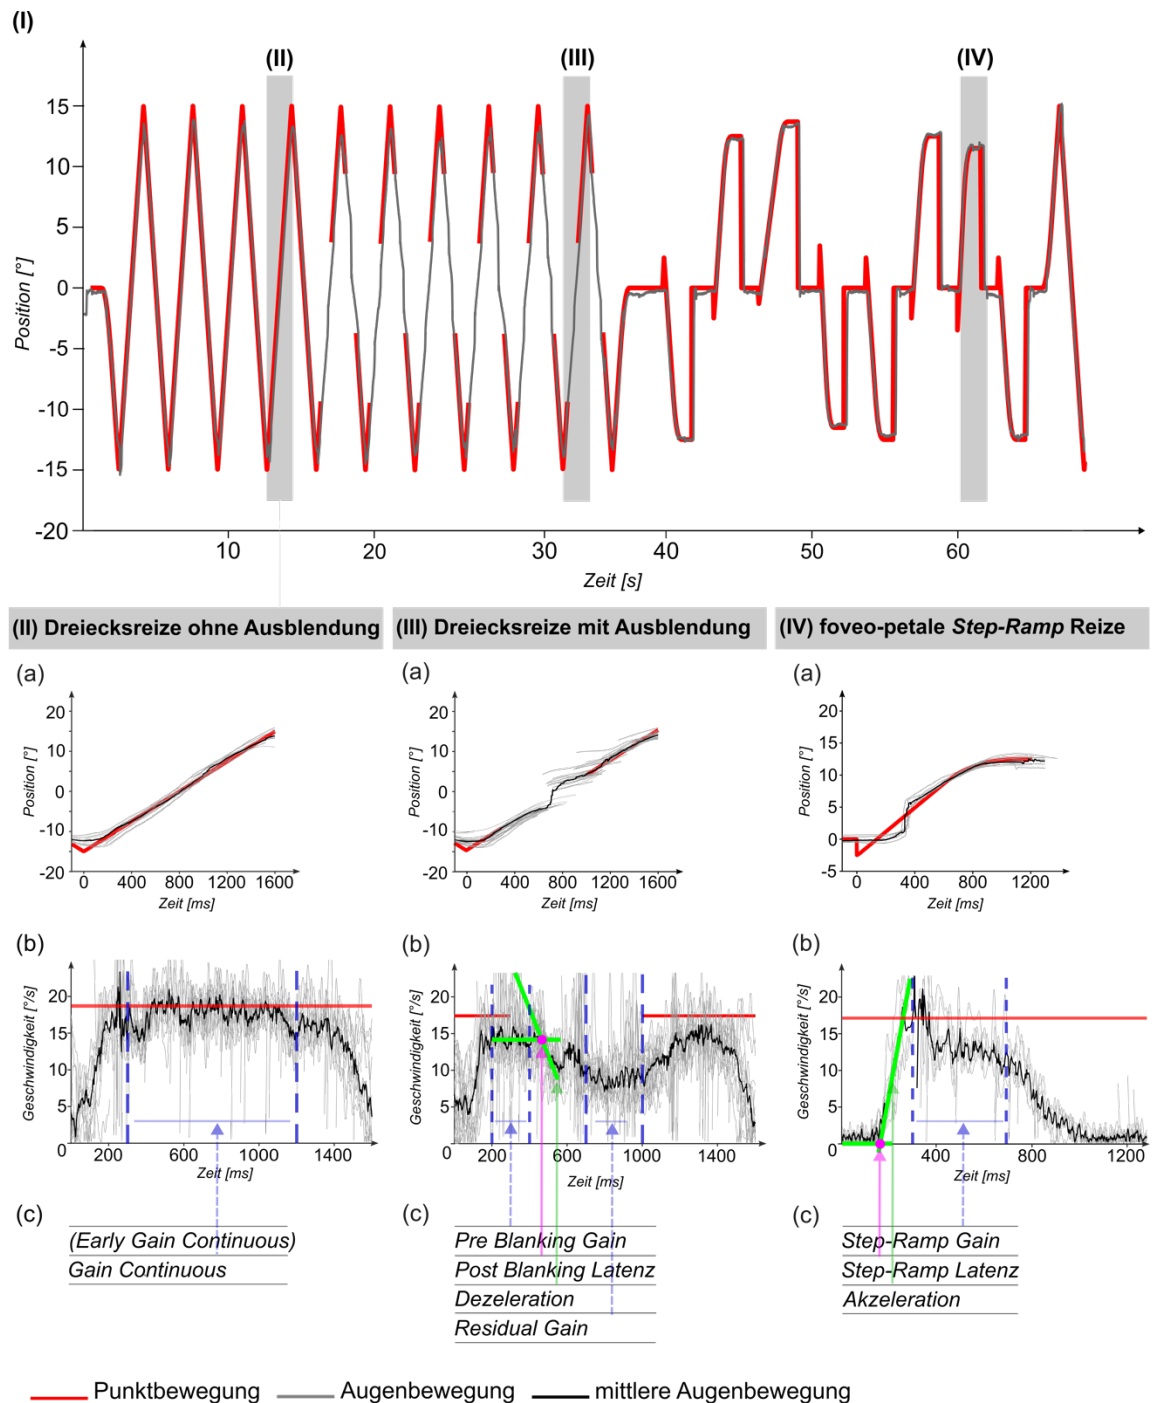 (I)
(II)
(III)
(IV)
15
10
5
0
-5
-10
-15
-20
Position [°]
10
20
30
40
50
60
Zeit [s]
(II) Dreiecksreize ohne Ausblendung
(III) Dreiecksreize mit Ausblendung
(IV) foveo-petale Step-Ramp Reize
(a)
20
10
0
-10
-20
Position [°]
0 400 800 1200 1600
Zeit [ms]
(a)
20
10
0
-10
-20
Position [°]
0 400 800 1200 1600
Zeit [ms]
(a)
20
15
10
5
0
-5
Position [°]
0 400 800 1200
Zeit [ms]
(b)
20
15
10
5
0
Geschwindigkeit [°/s]
200 600 1000 1400
Zeit [ms]
(b)
20
15
10
5
0
Geschwindigkeit [°/s]
200 600 1000 1400
Zeit [ms]
(b)
20
15
10
5
0
Geschwindigkeit [°/s]
400 800 1200
Zeit [ms]
(c)
(Early Gain Continuous)
Gain Continuous
(c)
Pre Blanking Gain
Post Blanking Latenz
Dezeleration
Residual Gain
(c)
Step-Ramp Gain
Step-Ramp Latenz
Akzeleration
Punktbewegung Augenbewegung mittlere Augenbewegung